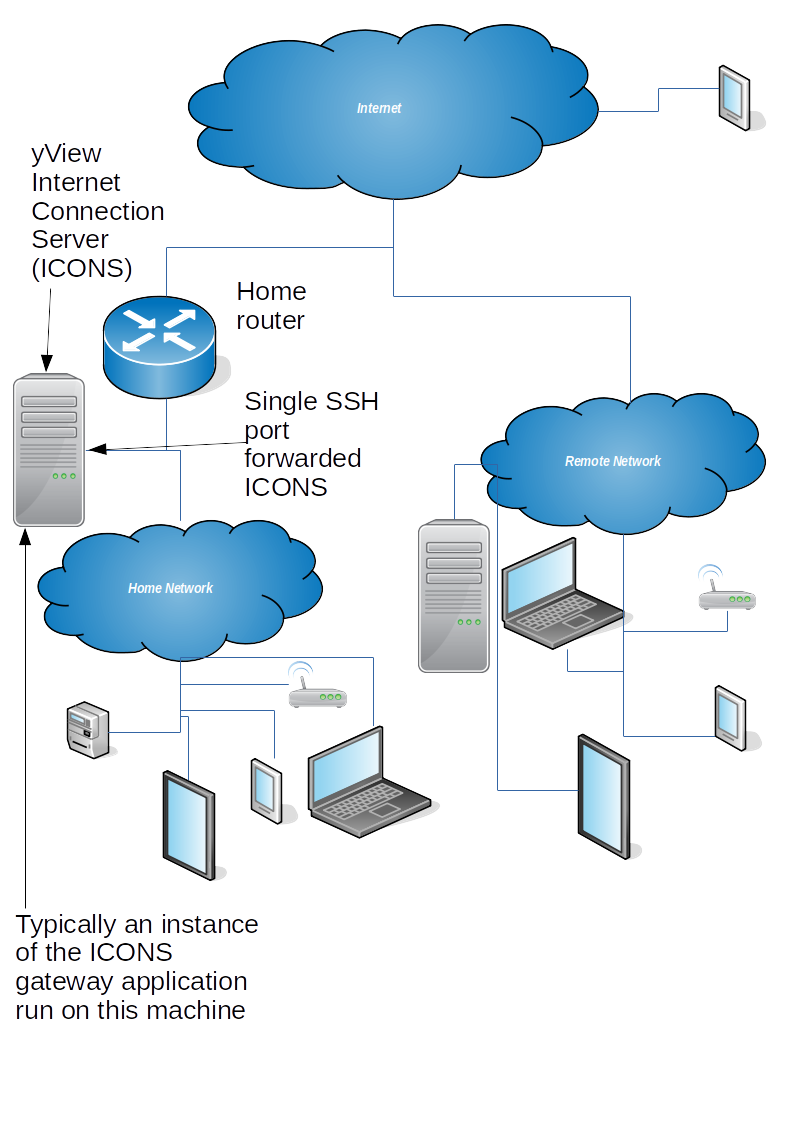 Internet
yView
Internet
Connection
Server
(ICONS)
Home
router
Single SSH
port
forwarded
ICONS
Remote Network
Home Network
Typically an instance
of the ICONS
gateway application
run on this machine